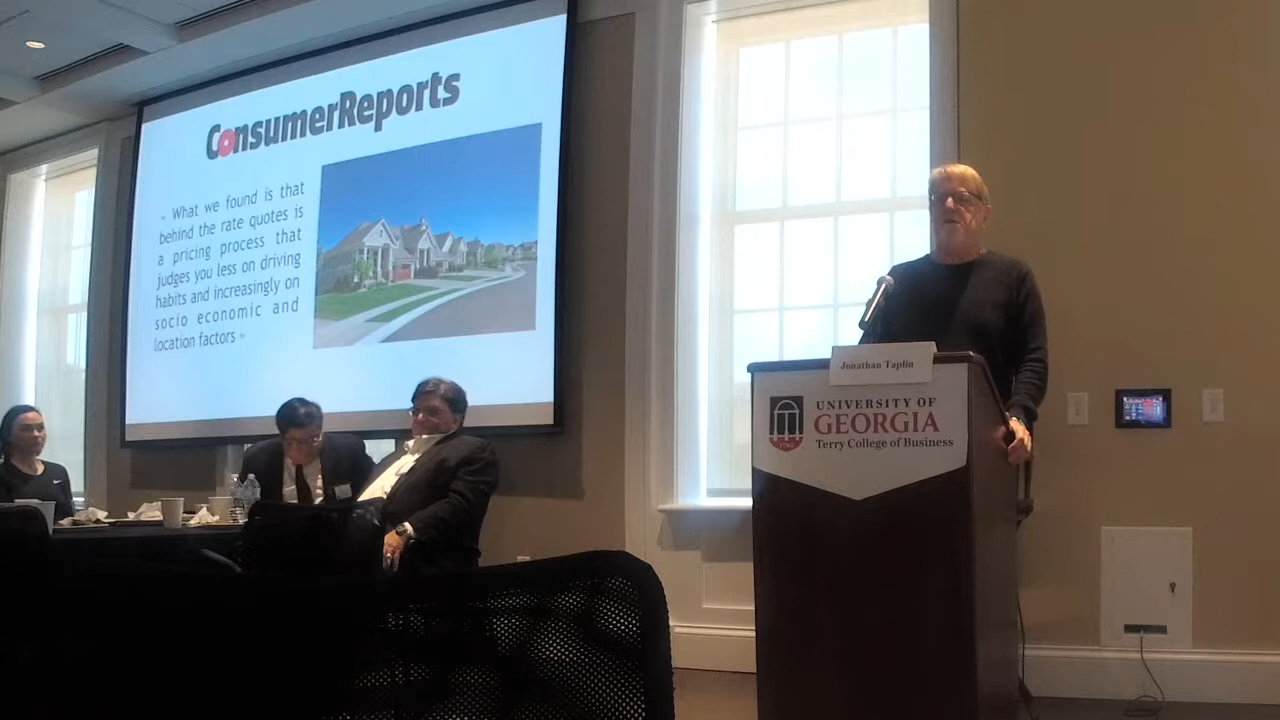 ConsumerReports
« What we found is that
behind the rate quotes is
a pricing process that
judges you less on driving
habits and increasingly on
socio economic and
location factors »
Jonathan Taplin
UNIVERSITY OF
GEORGIA
Terry College of Business
1785